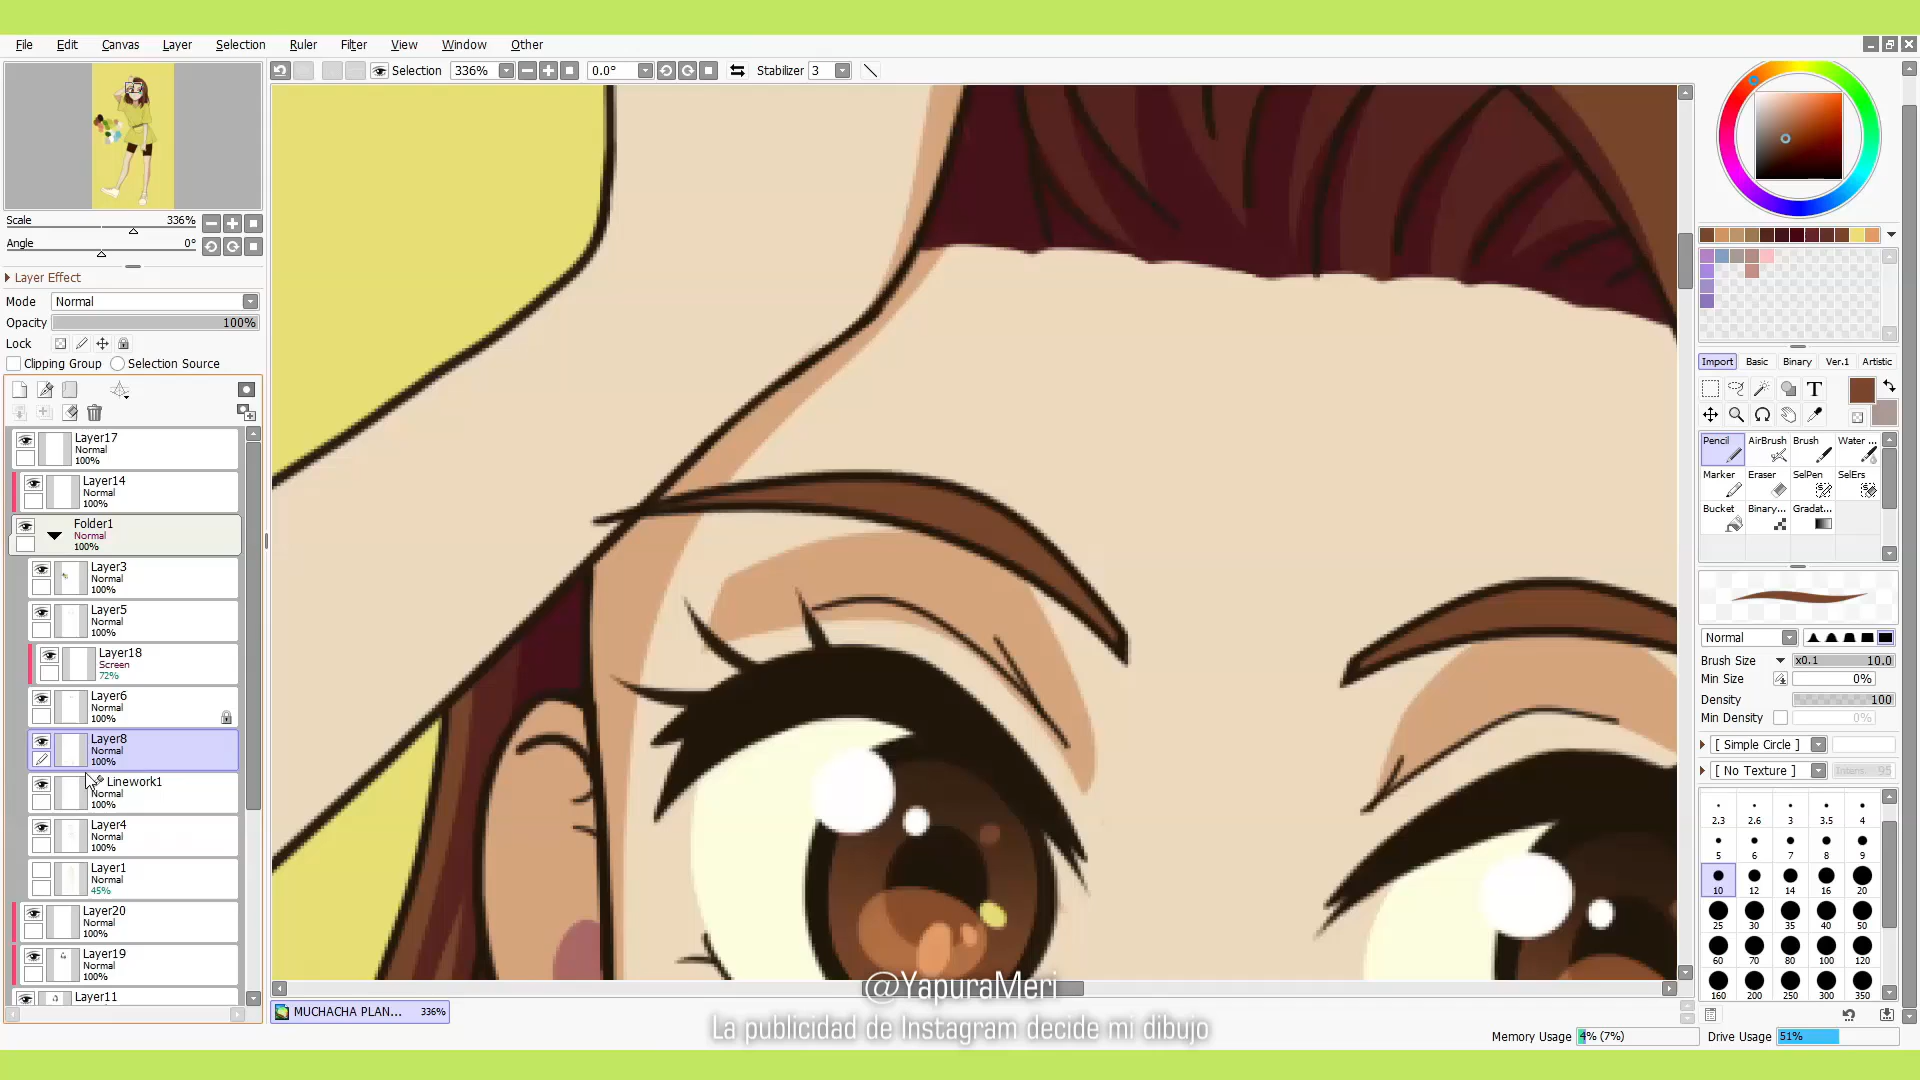 File Edit Canvas Layer Selection Ruler Filter View Window Other
Selection 336% 0.0° Stabilizer 3
Scale 336%
Angle 0°
Layer Effect
Mode Normal
Opacity 100%
Lock
Clipping Group Selection Source
Layer17
Normal
100%
Layer14
Normal
100%
Folder1
Normal
100%
Layer3
Normal
100%
Layer5
Normal
100%
Layer18
Screen
72%
Layer6
Normal
100%
Layer8
Normal
100%
Linework1
Normal
100%
Layer4
Normal
100%
Layer1
Normal
45%
Layer20
Normal
100%
Layer19
Normal
100%
Layer11
@YapuraMeri
La publicidad de Instagram decide mi dibujo
MUCHACHA PLAN... 336%
Import Basic Binary Ver.1 Artistic
T
Pencil AirBrush Brush Water ...
Marker Eraser SelPen SelErs
Bucket Binary... Gradat...
Normal
Brush Size x0.1 10.0
Min Size 0%
Density 100
Min Density 0%
[ Simple Circle ]
[ No Texture ] Intens 95
2.3 2.6 3 3.5 4
5 6 7 8 9
10 12 14 16 20
25 30 35 40 50
60 70 80 100 120
160 200 250 300 350
Memory Usage 4% (7%) Drive Usage 51%